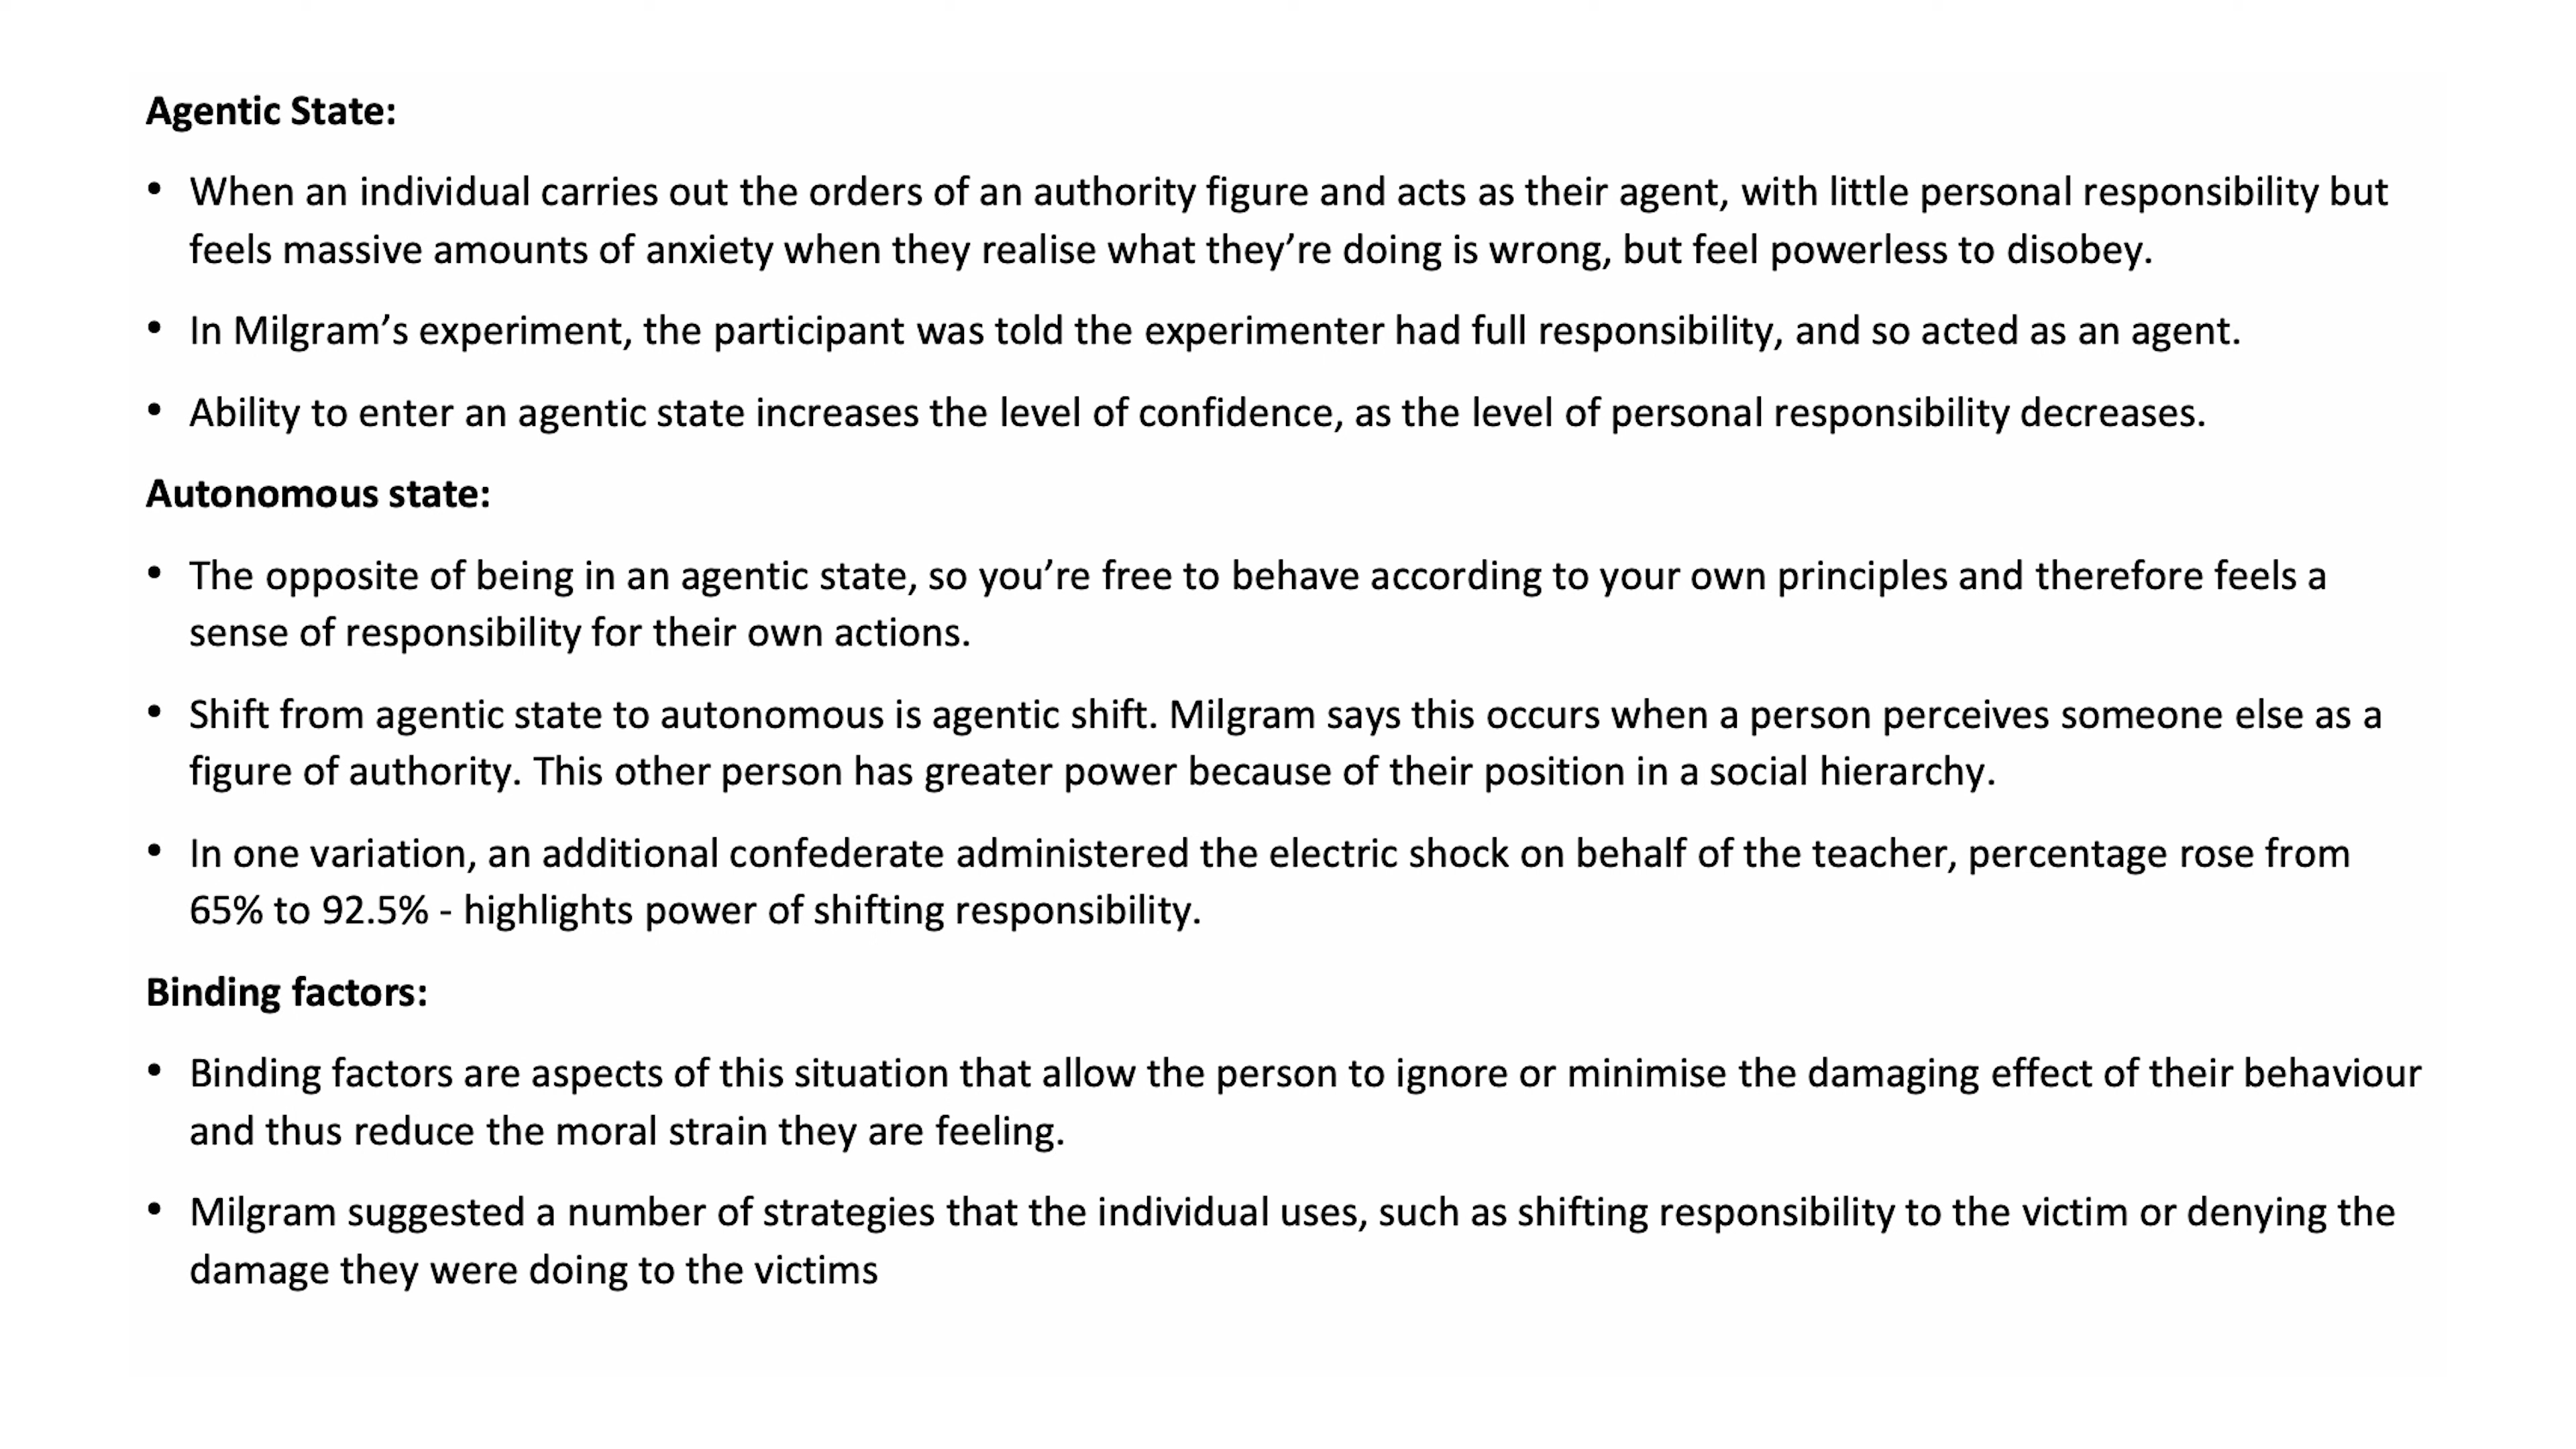 Agentic State:
• When an individual carries out the orders of an authority figure and acts as their agent, with little personal responsibility but
feels massive amounts of anxiety when they realise what they’re doing is wrong, but feel powerless to disobey.
• In Milgram’s experiment, the participant was told the experimenter had full responsibility, and so acted as an agent.
• Ability to enter an agentic state increases the level of confidence, as the level of personal responsibility decreases.
Autonomous state:
• The opposite of being in an agentic state, so you’re free to behave according to your own principles and therefore feels a
sense of responsibility for their own actions.
• Shift from agentic state to autonomous is agentic shift. Milgram says this occurs when a person perceives someone else as a
figure of authority. This other person has greater power because of their position in a social hierarchy.
• In one variation, an additional confederate administered the electric shock on behalf of the teacher, percentage rose from
65% to 92.5% - highlights power of shifting responsibility.
Binding factors:
• Binding factors are aspects of this situation that allow the person to ignore or minimise the damaging effect of their behaviour
and thus reduce the moral strain they are feeling.
• Milgram suggested a number of strategies that the individual uses, such as shifting responsibility to the victim or denying the
damage they were doing to the victims